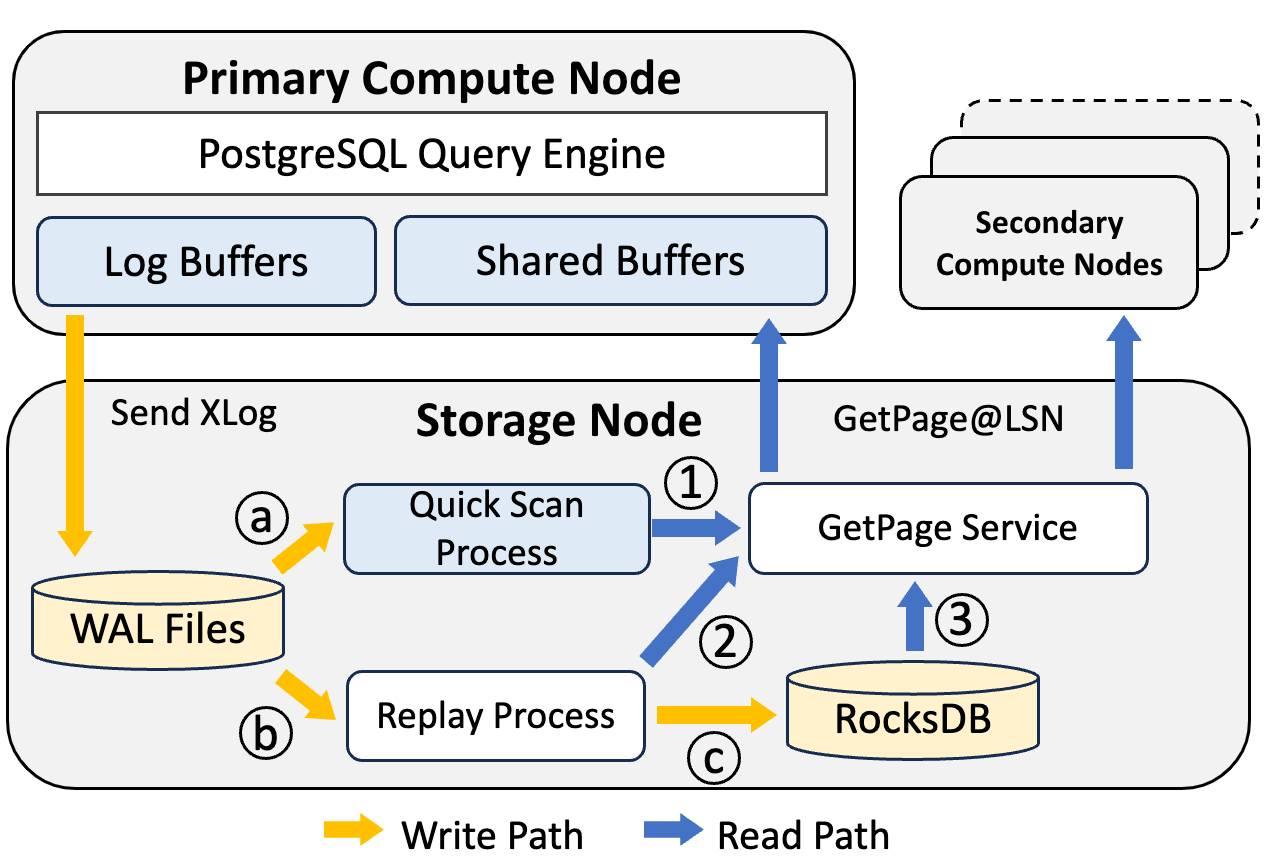 Primary Compute Node
PostgreSQL Query Engine
Log Buffers
Shared Buffers
Secondary
Compute Nodes
Send XLog
Storage Node
GetPage@LSN
a
Quick Scan
Process
1
GetPage Service
WAL Files
2
3
b
Replay Process
c
RocksDB
Write Path
Read Path